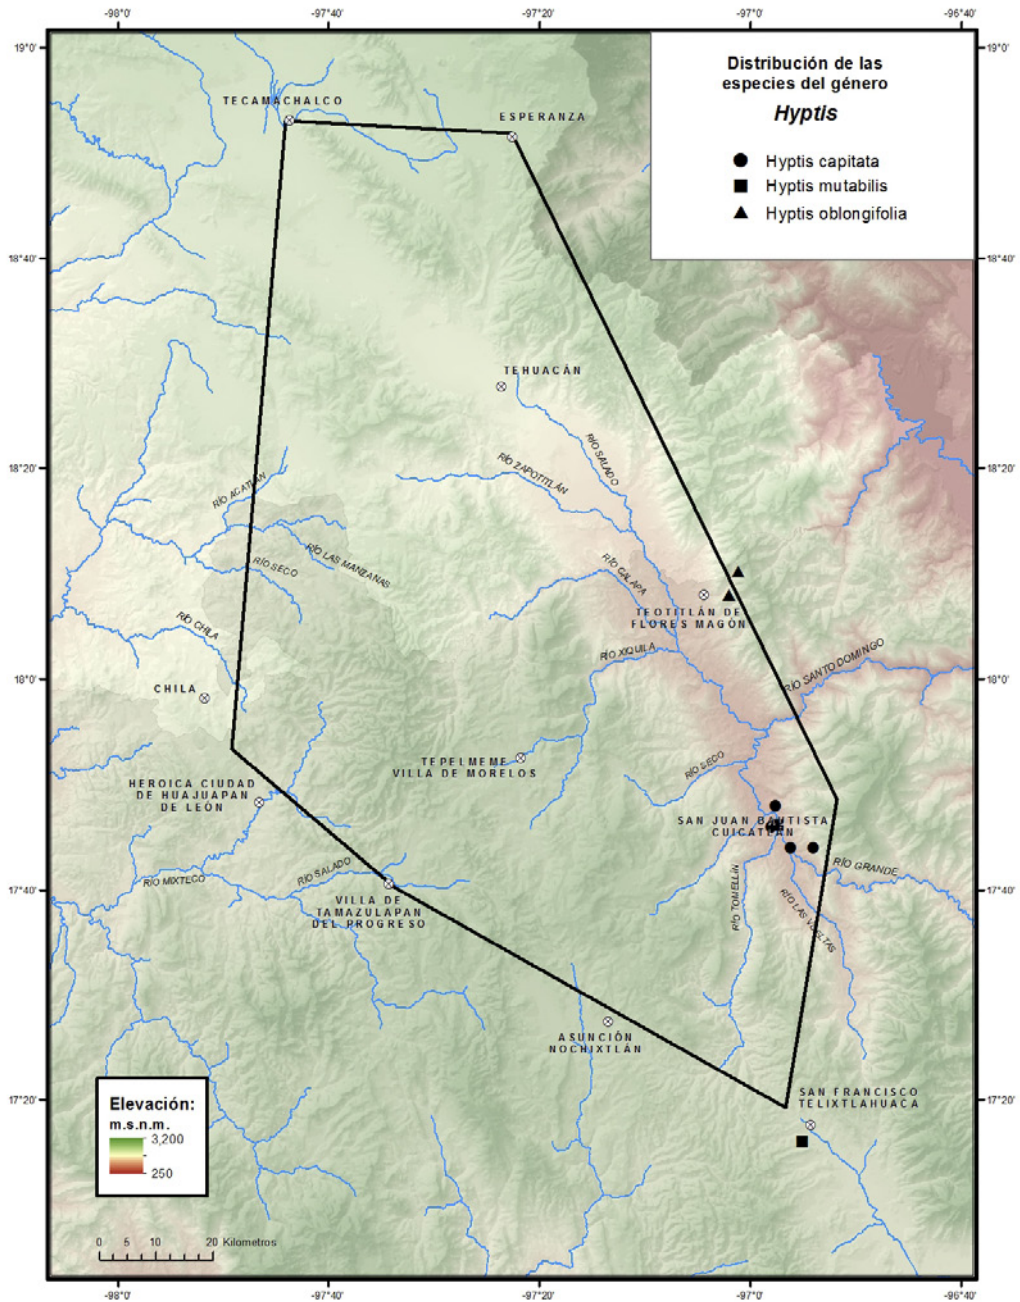 -98°0'
-97°40'
-97°20'
-97°0'
-96°40'
19°0'
19°0'
Distribución de las
especies del género
Hyptis
Hyptis capitata
Hyptis mutabilis
Hyptis oblongifolia
TECAMACHALCO
ESPERANZA
18°40'
18°40'
TEHUACÁN
RÍO SALADO
RÍO ZAPOTITLÁN
18°20'
18°20'
RÍO ACATLÁN
RÍO LAS MANZANAS
RÍO SECO
RÍO CALAPA
TEOTITLÁN DE
FLORES MAGÓN
RÍO CHILA
RÍO XIQUILA
RÍO SANTO DOMINGO
18°0'
18°0'
CHILA
TEPELMEME
VILLA DE MORELOS
RÍO SECO
HEROICA CIUDAD
DE HUAJUAPAN
DE LEÓN
SAN JUAN BAUTISTA
CUICATLÁN
RÍO GRANDE
RÍO MIXTECO
RÍO SALADO
17°40'
17°40'
RÍO TOMELLÍN
RÍO LAS VUELTAS
VILLA DE
TAMAZULAPAN
DEL PROGRESO
ASUNCIÓN
NOCHIXTLÁN
SAN FRANCISCO
TELIXTLAHUACA
17°20'
17°20'
Elevación:
m.s.n.m.
3,200
250
0 5 10 20 Kilometros
-98°0'
-97°40'
-97°20'
-97°0'
-96°40'